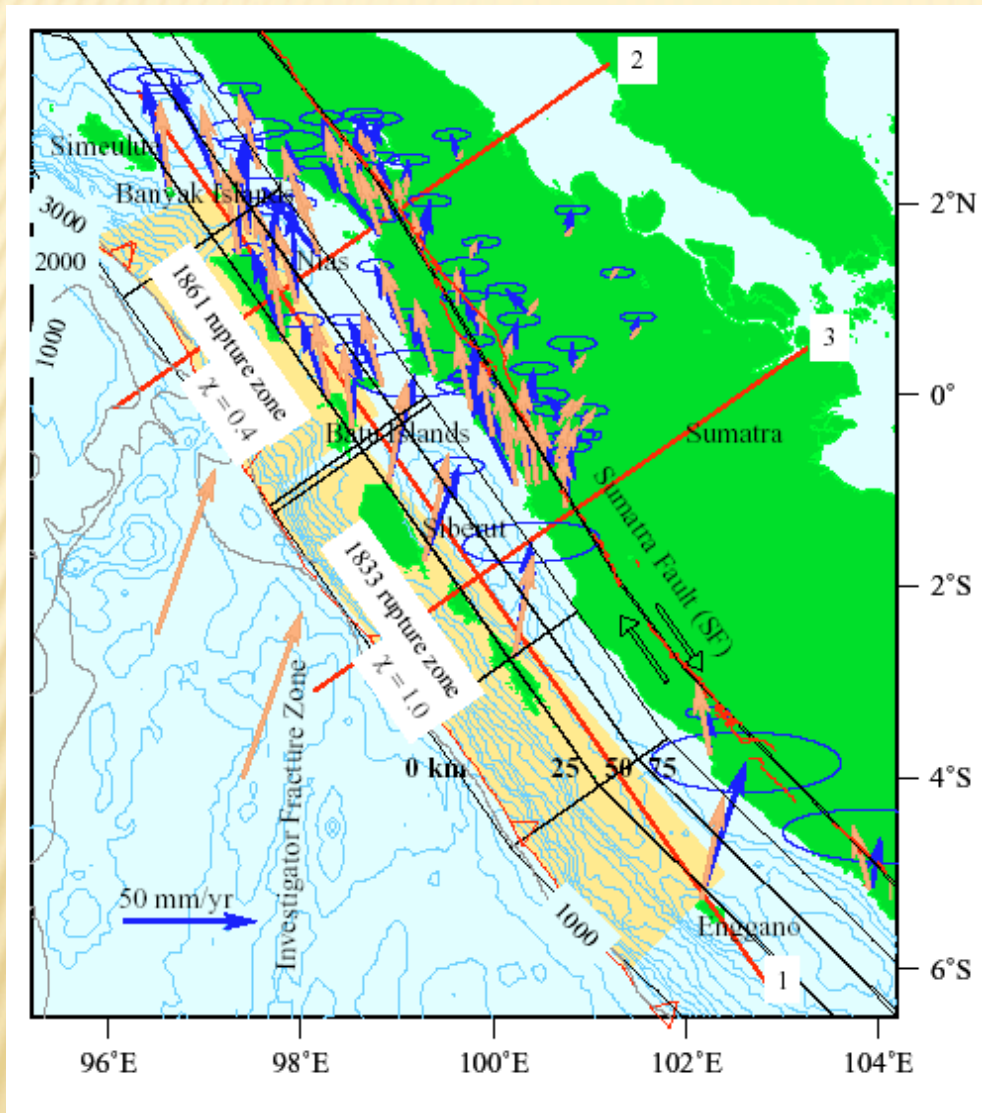 2
Simeulue
Banyak Islands
2°N
3000
2000
Nias
1000
1861 rupture zone
χ = 0.4
3
0°
Batu Islands
Sumatra
Siberut
Sumatra Fault (SF)
1833 rupture zone
χ = 1.0
2°S
Investigator Fracture Zone
0 km
25
50
75
4°S
50 mm/yr
1000
Enggano
1
6°S
96°E
98°E
100°E
102°E
104°E